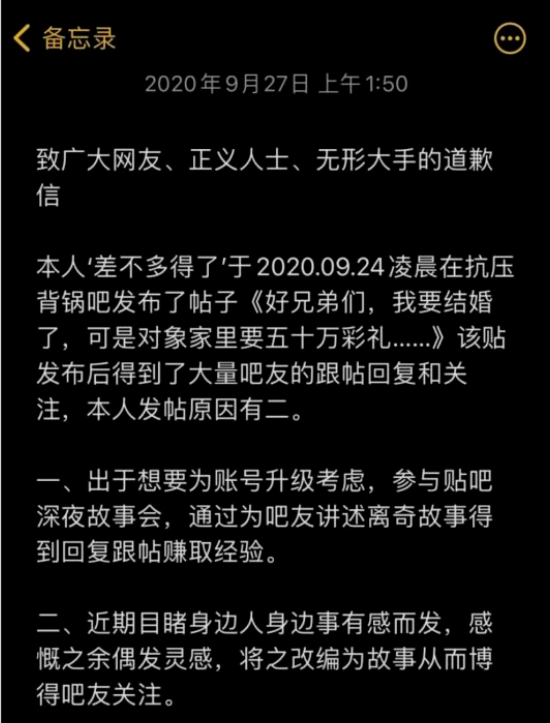 备忘录
2020年9月27日 上午1:50
致广大网友、正义人士、无形大手的道歉
信
本人‘差不多得了’于2020.09.24凌晨在抗压
背锅吧发布了帖子《好兄弟们，我要结婚
了，可是对象家里要五十万彩礼……》该贴
发布后得到了大量吧友的跟帖回复和关
注，本人发帖原因有二。
一、出于想要为账号升级考虑，参与贴吧
深夜故事会，通过为吧友讲述离奇故事得
到回复跟帖赚取经验。
二、近期目睹身边人身边事有感而发，感
慨之余偶发灵感，将之改编为故事从而博
得吧友关注。